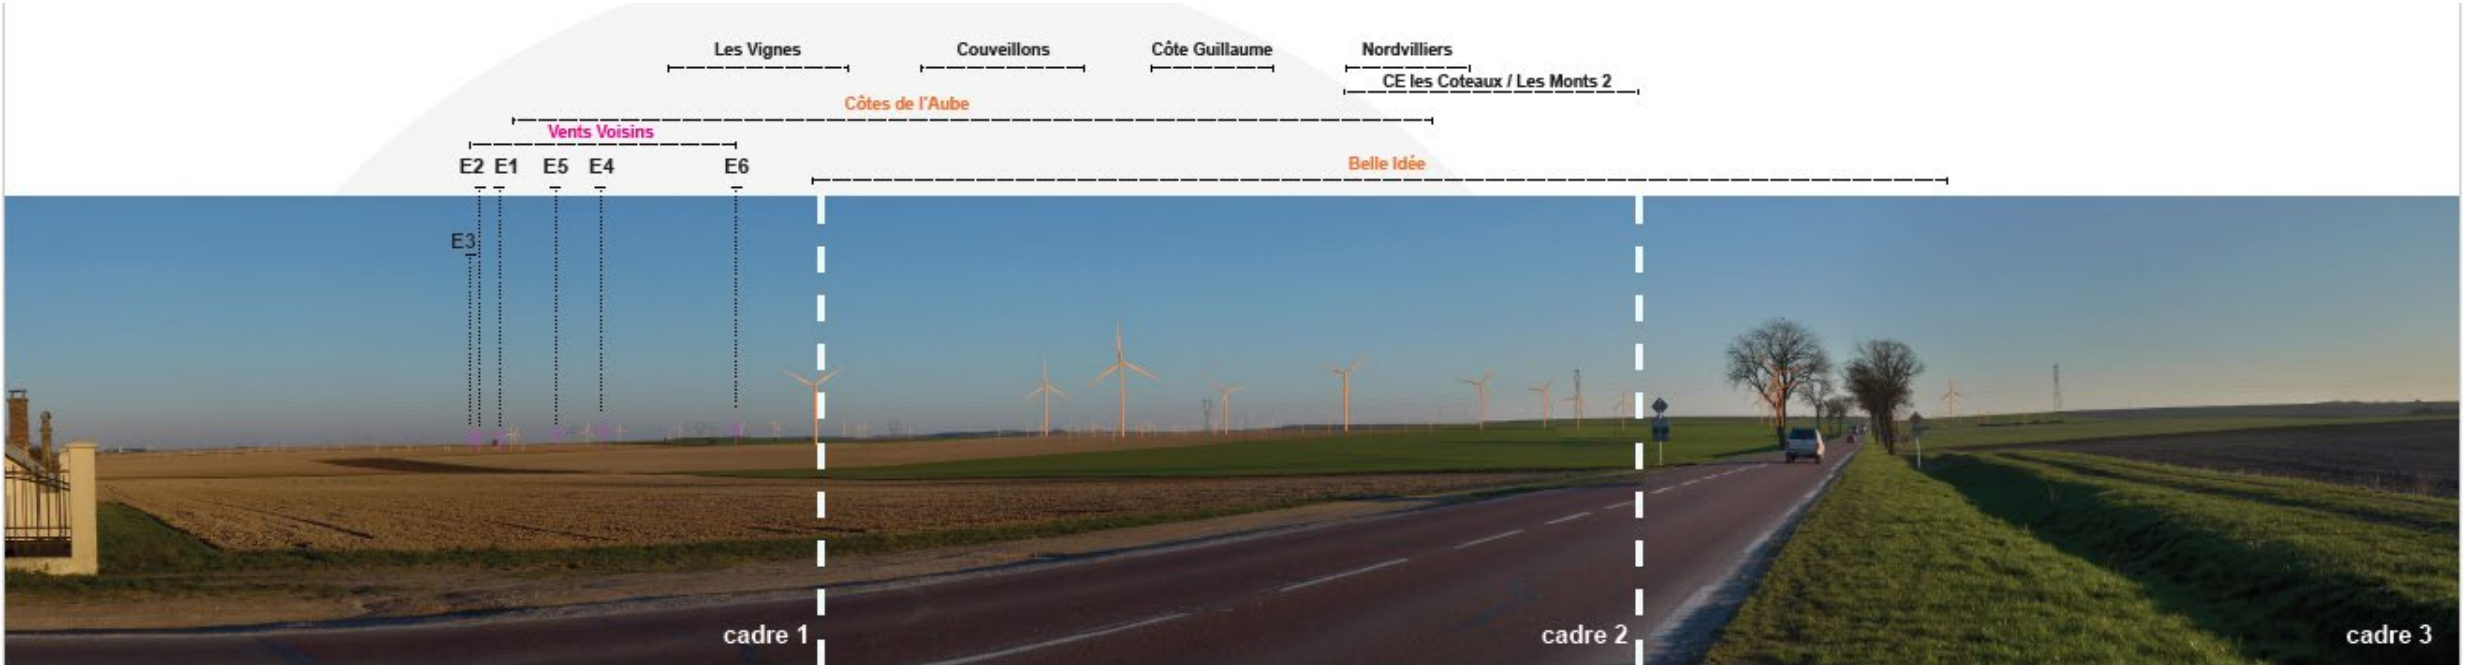 Les Vignes Couveillons Côte Guillaume Nordvilliers
CE les Coteaux / Les Monts 2
Côtes de l'Aube
Vents Voisins
E2 E1 E5 E4 E6
Belle Idée
E3
cadre 1 cadre 2 cadre 3